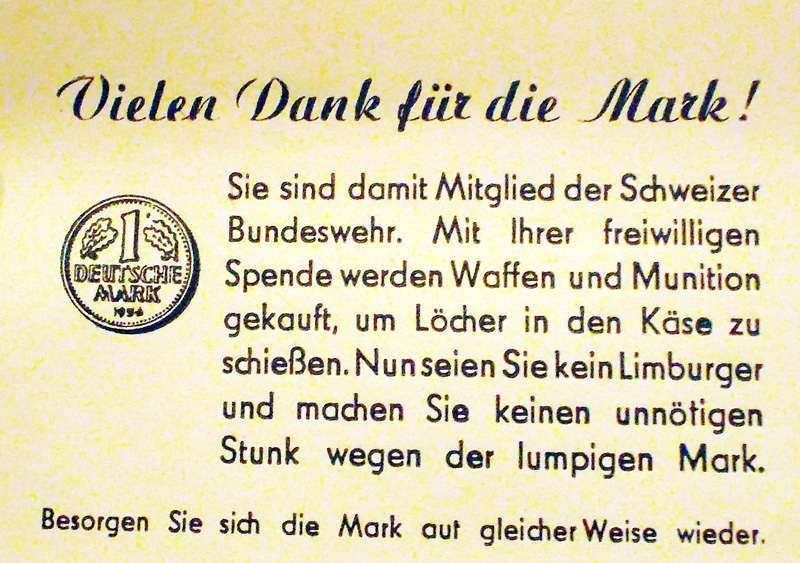 Vielen Dank für die Mark!
Sie sind damit Mitglied der Schweizer
Bundeswehr. Mit Ihrer freiwilligen
Spende werden Waffen und Munition
gekauft, um Löcher in den Käse zu
schießen. Nun seien Sie kein Limburger
und machen Sie keinen unnötigen
Stunk wegen der lumpigen Mark.
1
DEUTSCHE
MARK
Besorgen Sie sich die Mark auf gleicher Weise wieder.